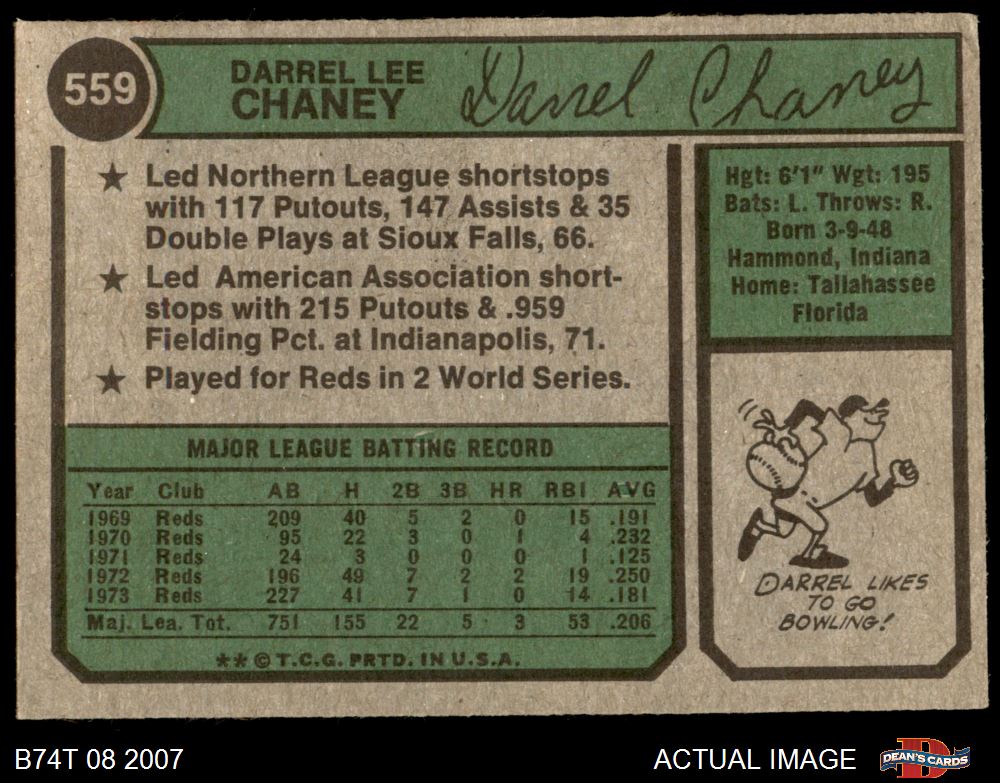 559
DARREL LEE
CHANEY
Darrel Chaney
★ Led Northern League shortstops
with 117 Putouts, 147 Assists & 35
Double Plays at Sioux Falls, 66.
★ Led American Association short-
stops with 215 Putouts & .959
Fielding Pct. at Indianapolis, 71.
★ Played for Reds in 2 World Series.
Hgt: 6'1" Wgt: 195
Bats: L. Throws: R.
Born 3-9-48
Hammond, Indiana
Home: Tallahassee
Florida
MAJOR LEAGUE BATTING RECORD
Year Club AB H 2B 3B HR RBI AVG
1969 Reds 209 40 5 2 0 15 .191
1970 Reds 95 22 3 0 1 4 .232
1971 Reds 24 3 0 0 0 1 .125
1972 Reds 196 49 7 2 2 19 .250
1973 Reds 227 41 7 1 0 14 .181
Maj. Lea. Tot. 751 155 22 5 3 53 .206
★★ © T.C.G. PRTD. IN U.S.A.
DARREL LIKES
TO GO
BOWLING!
B74T 08 2007
ACTUAL IMAGE
DEAN'S CARDS